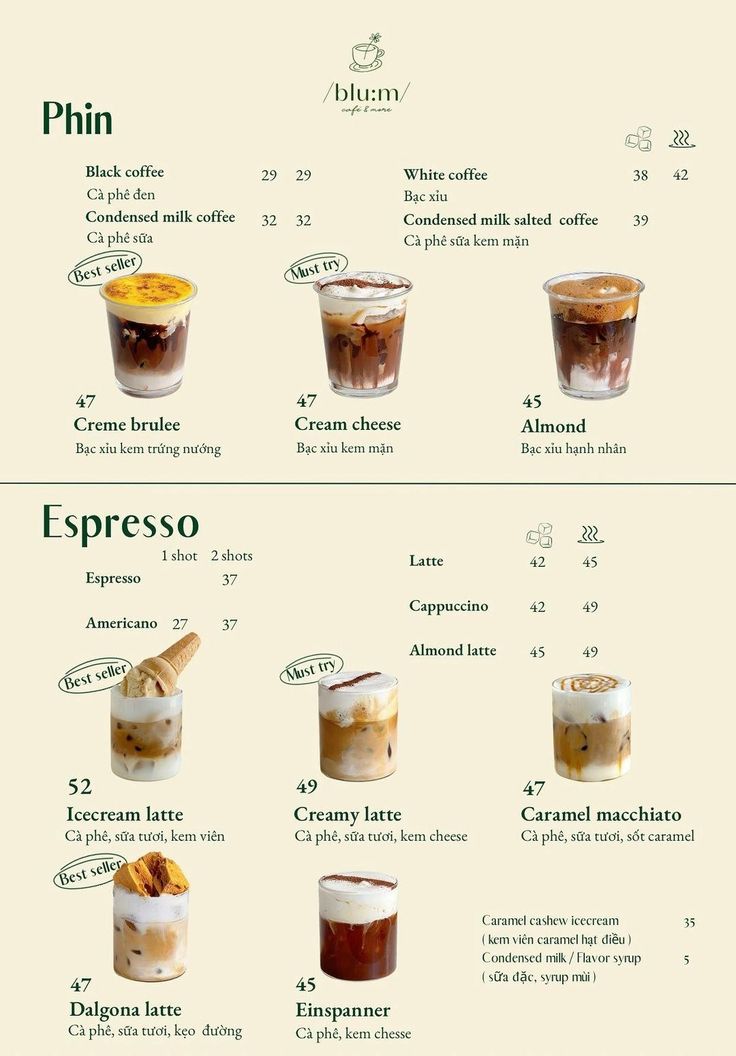 /blu:m/
café & more
Phin
Black coffee 29 29
Cà phê đen
Condensed milk coffee 32 32
Cà phê sữa
White coffee 38 42
Bạc xỉu
Condensed milk salted coffee 39
Cà phê sữa kem mặn
Best seller
47
Creme brulee
Bạc xỉu kem trứng nướng
Must try
47
Cream cheese
Bạc xỉu kem mặn
45
Almond
Bạc xỉu hạnh nhân
Espresso
1 shot 2 shots
Espresso 37
Americano 27 37
Latte 42 45
Cappuccino 42 49
Almond latte 45 49
Best seller
52
Icecream latte
Cà phê, sữa tươi, kem viên
Must try
49
Creamy latte
Cà phê, sữa tươi, kem cheese
47
Caramel macchiato
Cà phê, sữa tươi, sốt caramel
Best seller
47
Dalgona latte
Cà phê, sữa tươi, kẹo đường
45
Einspanner
Cà phê, kem chesse
Caramel cashew icecream 35
( kem viên caramel hạt điều )
Condensed milk / Flavor syrup 5
( sữa đặc, syrup mùi )